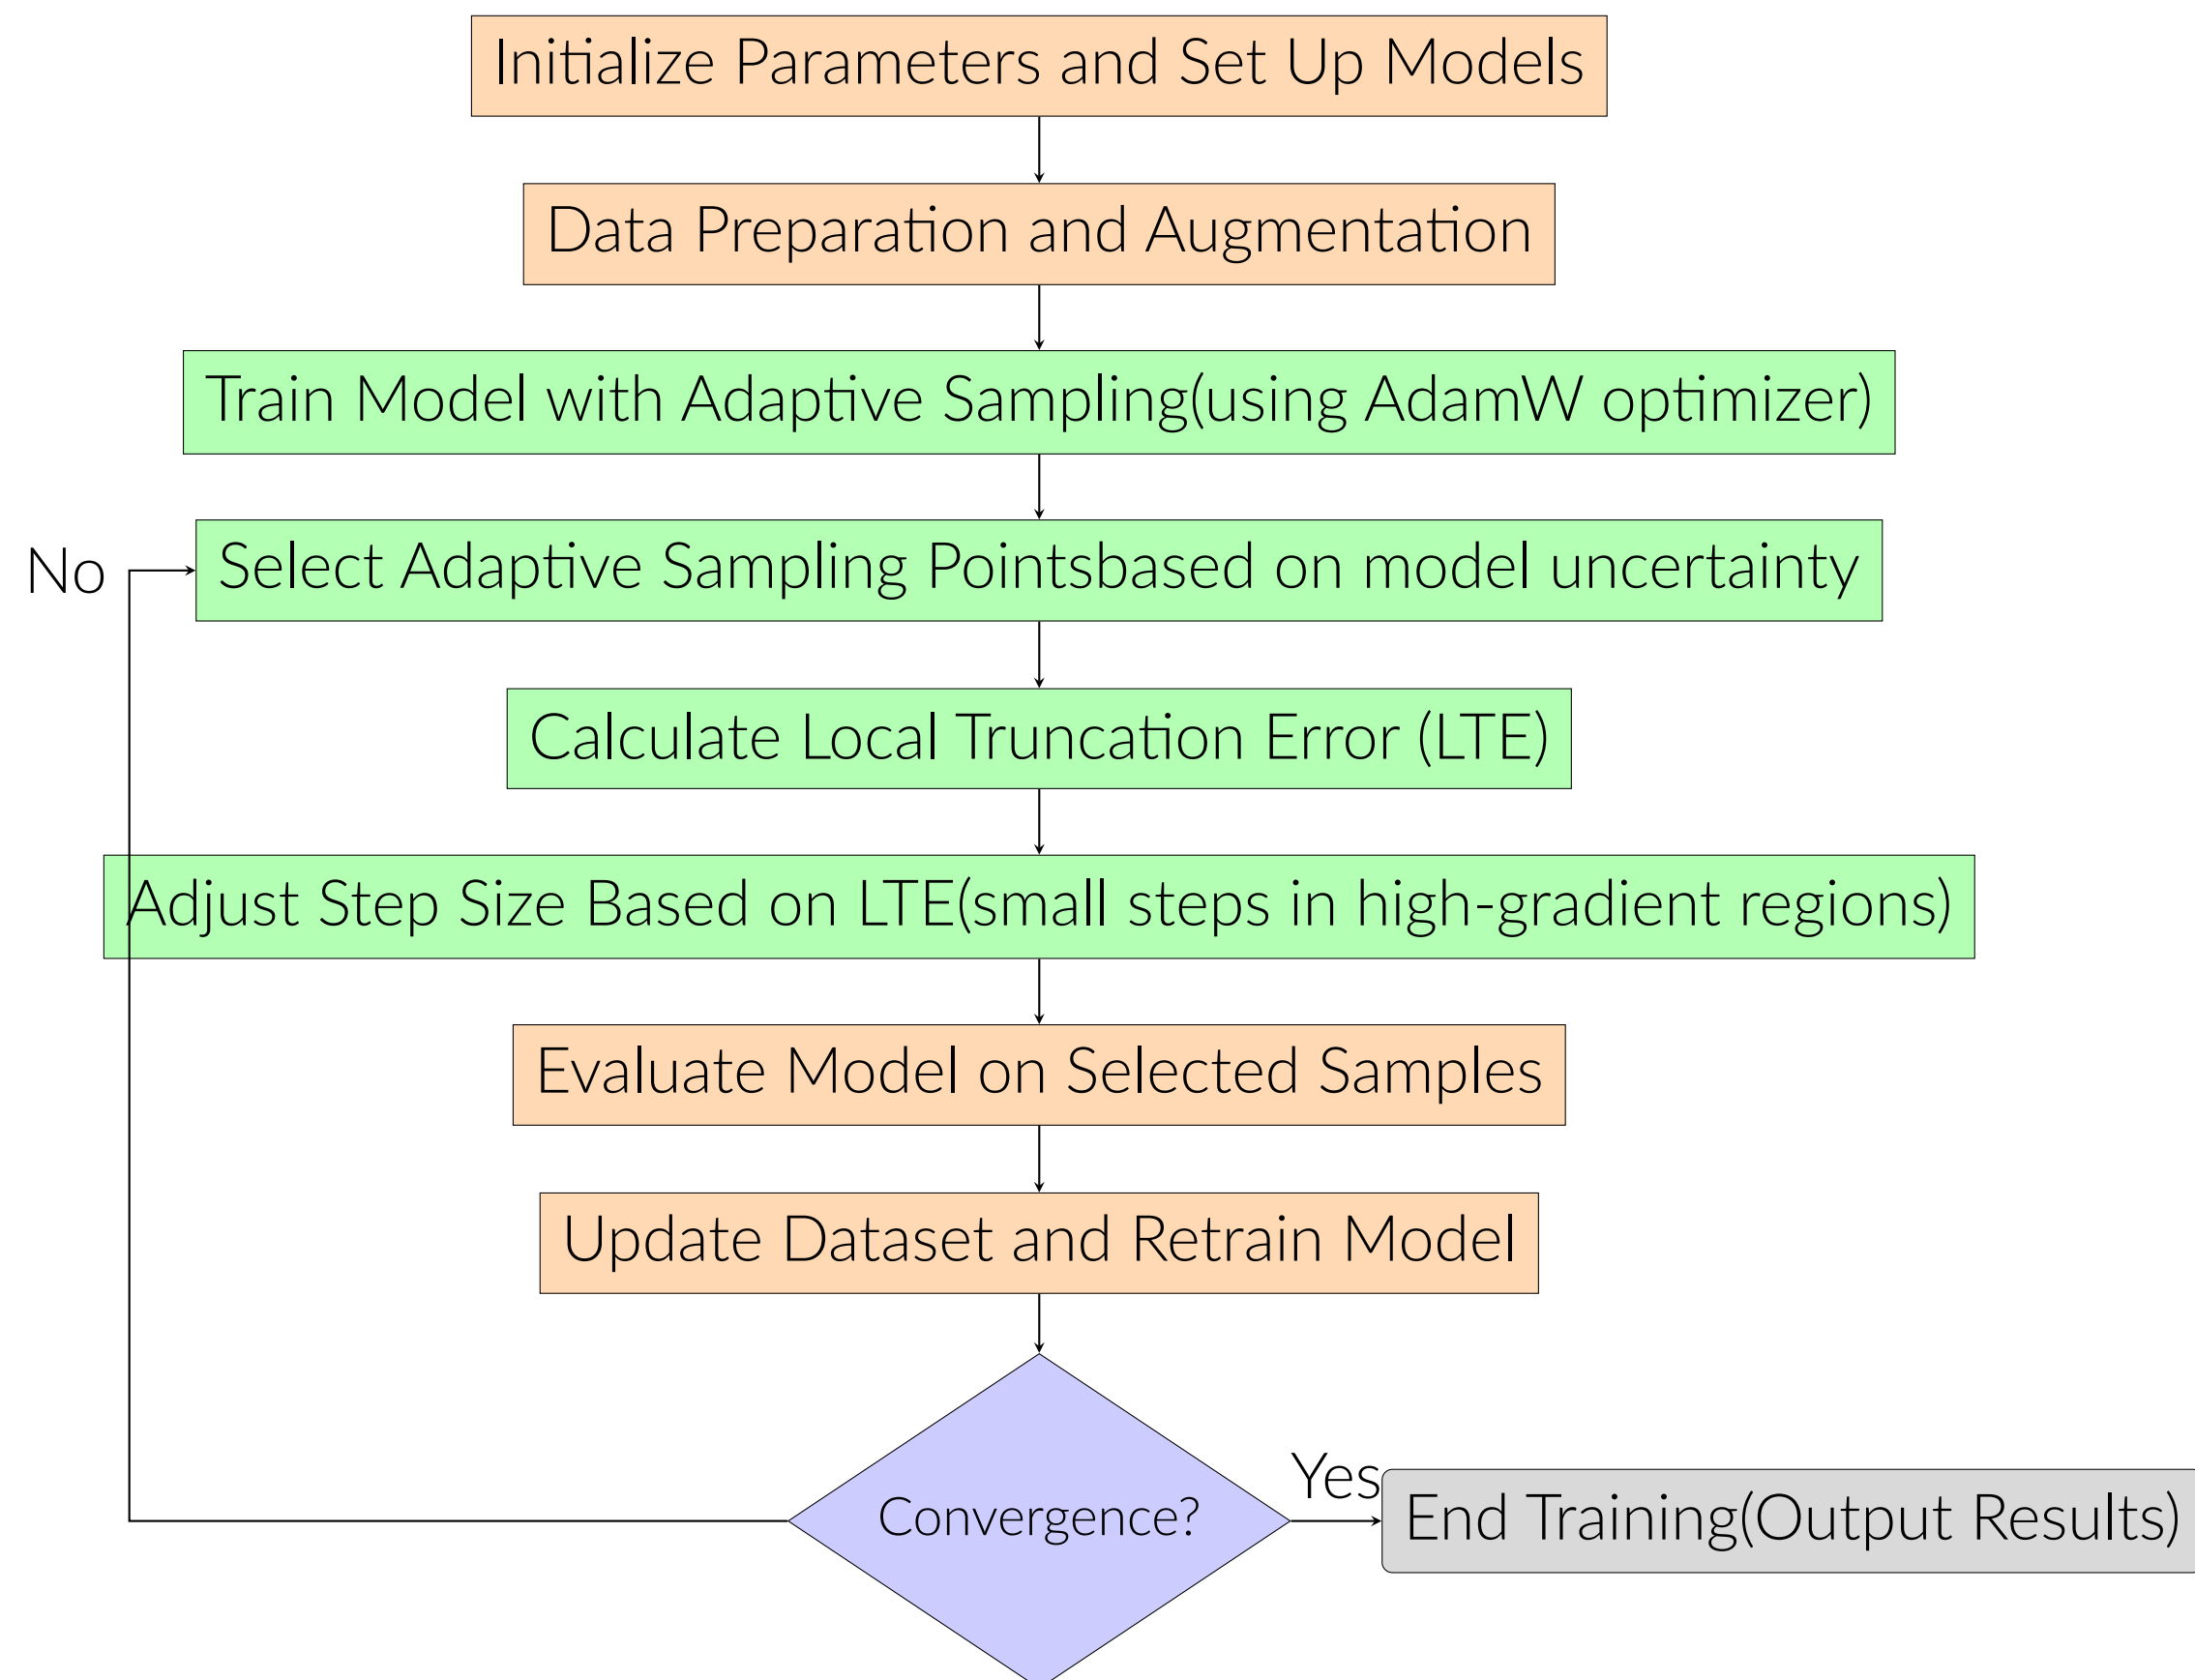 Initialize Parameters and Set Up Models
Data Preparation and Augmentation
Train Model with Adaptive Sampling(using AdamW optimizer)
No
Select Adaptive Sampling Pointsbased on model uncertainty
Calculate Local Truncation Error (LTE)
Adjust Step Size Based on LTE(small steps in high-gradient regions)
Evaluate Model on Selected Samples
Update Dataset and Retrain Model
Convergence?
Yes
End Training(Output Results)